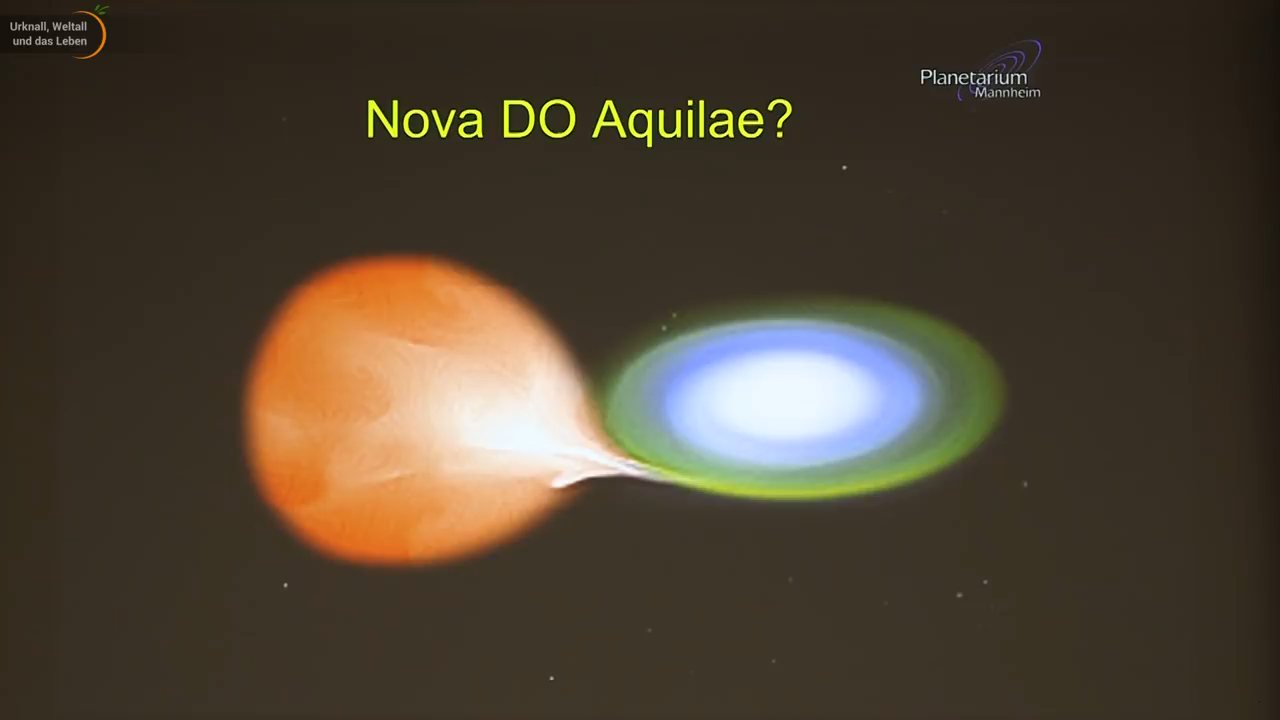 Urknall, Weltall
und das Leben
Planetarium
Mannheim
Nova DO Aquilae?